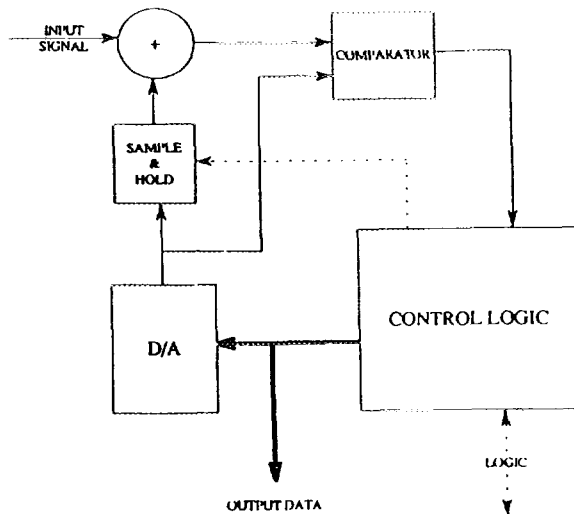 INPUT
SIGNAL
+
COMPARATOR
SAMPLE
&
HOLD
CONTROL LOGIC
D/A
LOGIC
OUTPUT DATA